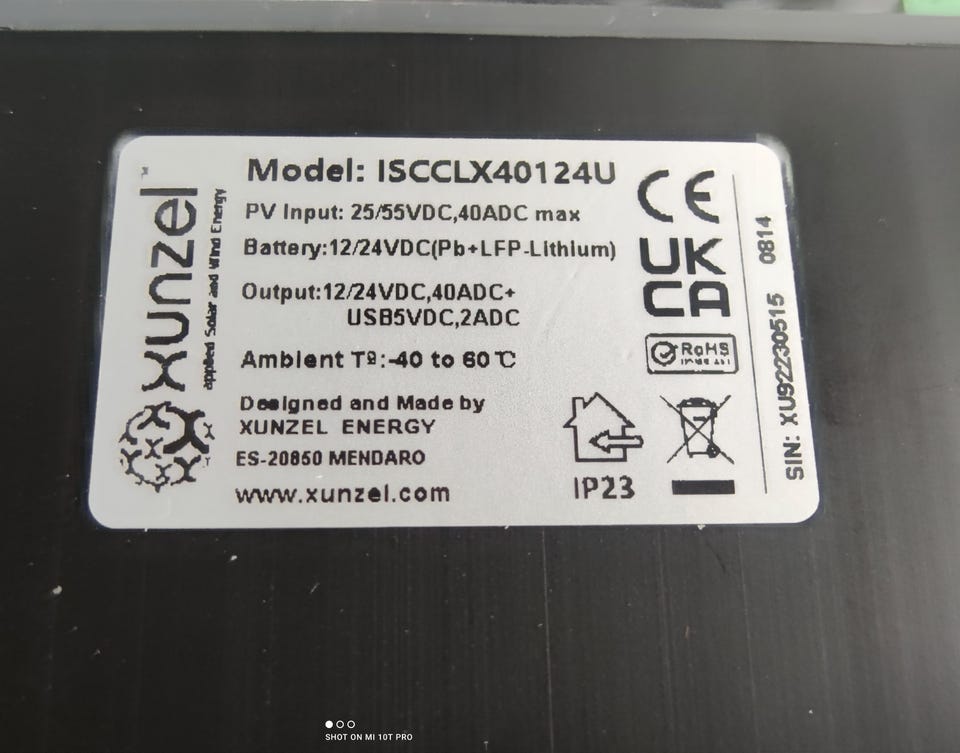 xunzel™
applied Solar and Wind Energy
Model: ISCCLX40124U
PV Input: 25/55VDC,40ADC max
Battery:12/24VDC(Pb+LFP-Lithium)
Output:12/24VDC,40ADC+
USB5VDC,2ADC
Ambient Tº:-40 to 60℃
Designed and Made by
XUNZEL ENERGY
ES-20850 MENDARO
www.xunzel.com
CE
UK
CA
RoHS
IP23
S/N: XU92230515 0814
SHOT ON MI 10T PRO